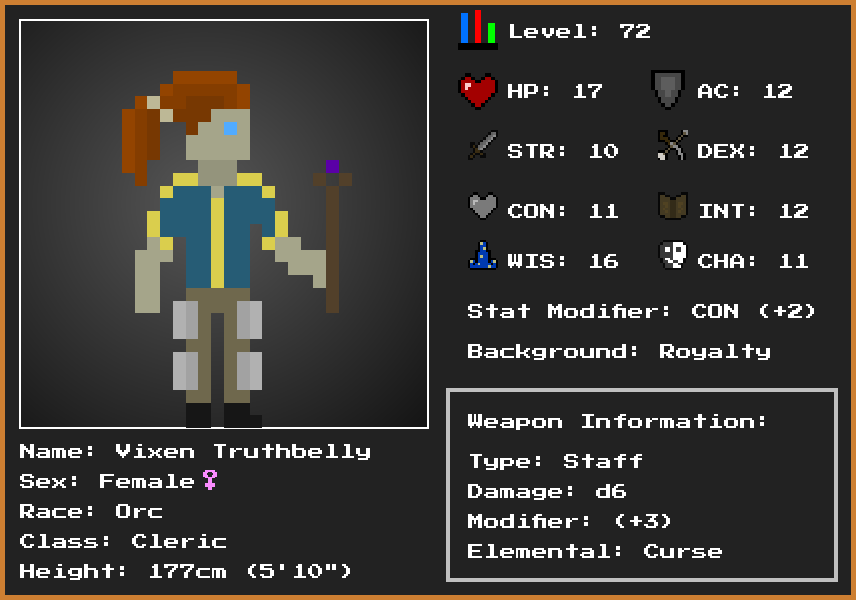 Level: 72
HP: 17
AC: 12
STR: 10
DEX: 12
CON: 11
INT: 12
WIS: 16
CHA: 11
Stat Modifier: CON (+2)
Background: Royalty
Weapon Information:
Type: Staff
Damage: d6
Modifier: (+3)
Elemental: Curse
Name: Vixen Truthbelly
Sex: Female♀
Race: Orc
Class: Cleric
Height: 177cm (5'10")